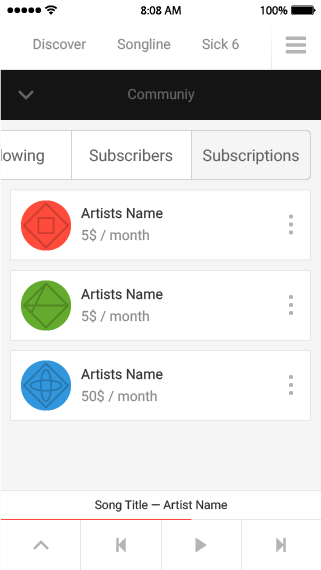 8:08 AM 100%
Discover Songline Sick 6
Communiy
lowing Subscribers Subscriptions
Artists Name
5$ / month
Artists Name
5$ / month
Artists Name
50$ / month
Song Title — Artist Name